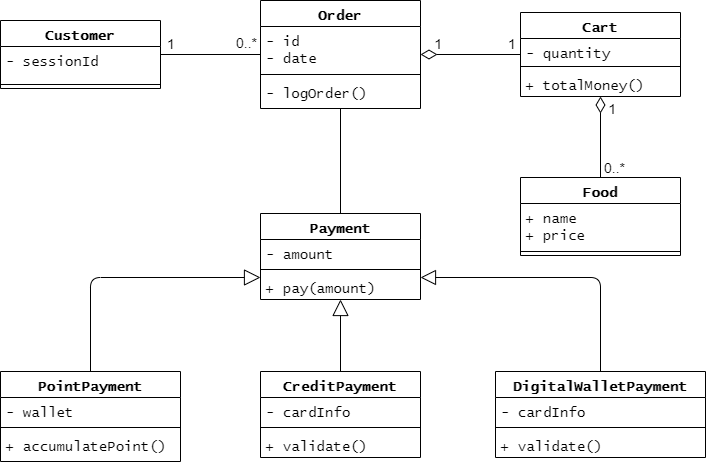 Customer
- sessionId
1
0..*
Order
- id
- date
- logOrder()
1
1
Cart
- quantity
+ totalMoney()
1
0..*
Food
+ name
+ price
Payment
- amount
+ pay(amount)
PointPayment
- wallet
+ accumulatePoint()
CreditPayment
- cardInfo
+ validate()
DigitalWalletPayment
- cardInfo
+ validate()